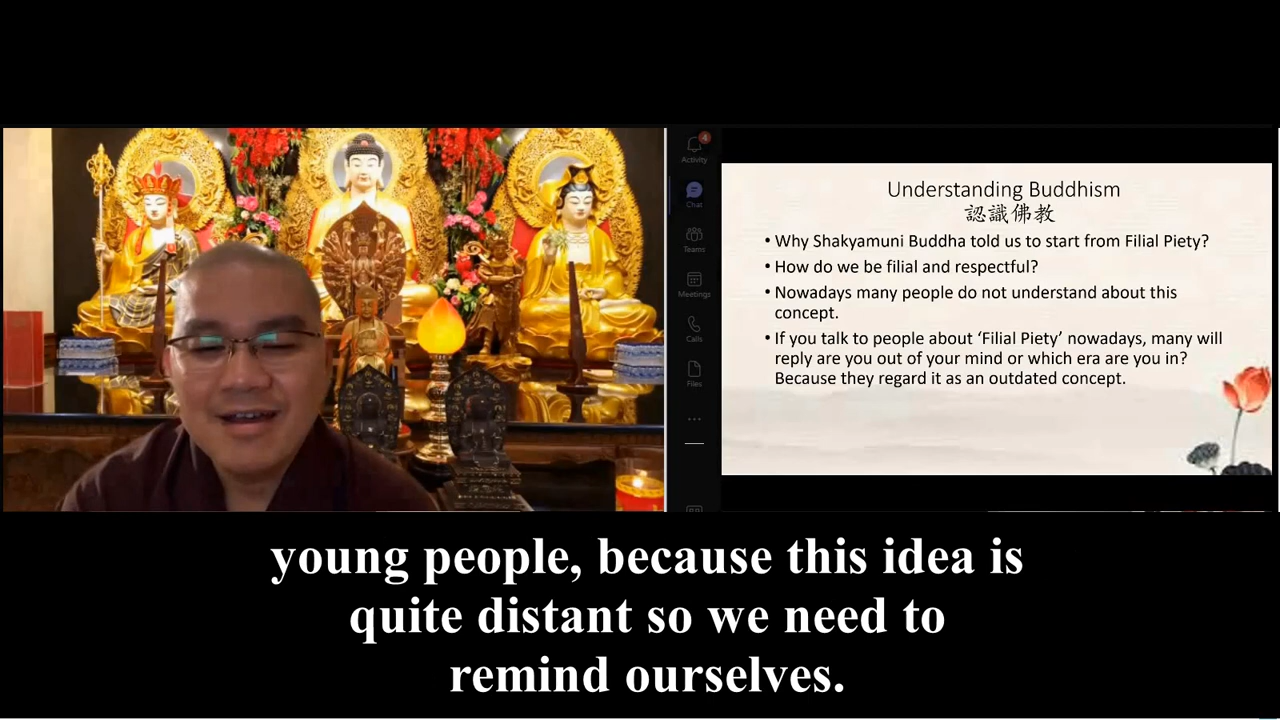 4
Activity
Chat
Teams
Meetings
Calls
Files
Understanding Buddhism
認識佛教
• Why Shakyamuni Buddha told us to start from Filial Piety?
• How do we be filial and respectful?
• Nowadays many people do not understand about this
concept.
• If you talk to people about ‘Filial Piety’ nowadays, many will
reply are you out of your mind or which era are you in?
Because they regard it as an outdated concept.
young people, because this idea is
quite distant so we need to
remind ourselves.